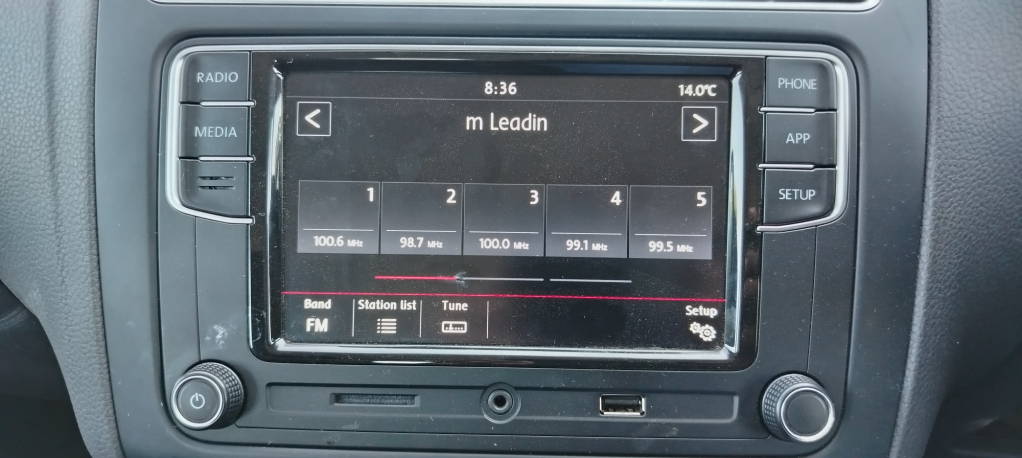 RADIO
MEDIA
8:36
14.0°C
<
m Leadin
>
1
2
3
4
5
100.6 MHz
98.7 MHz
100.0 MHz
99.1 MHz
99.5 MHz
Band
FM
Station list
Tune
Setup
PHONE
APP
SETUP